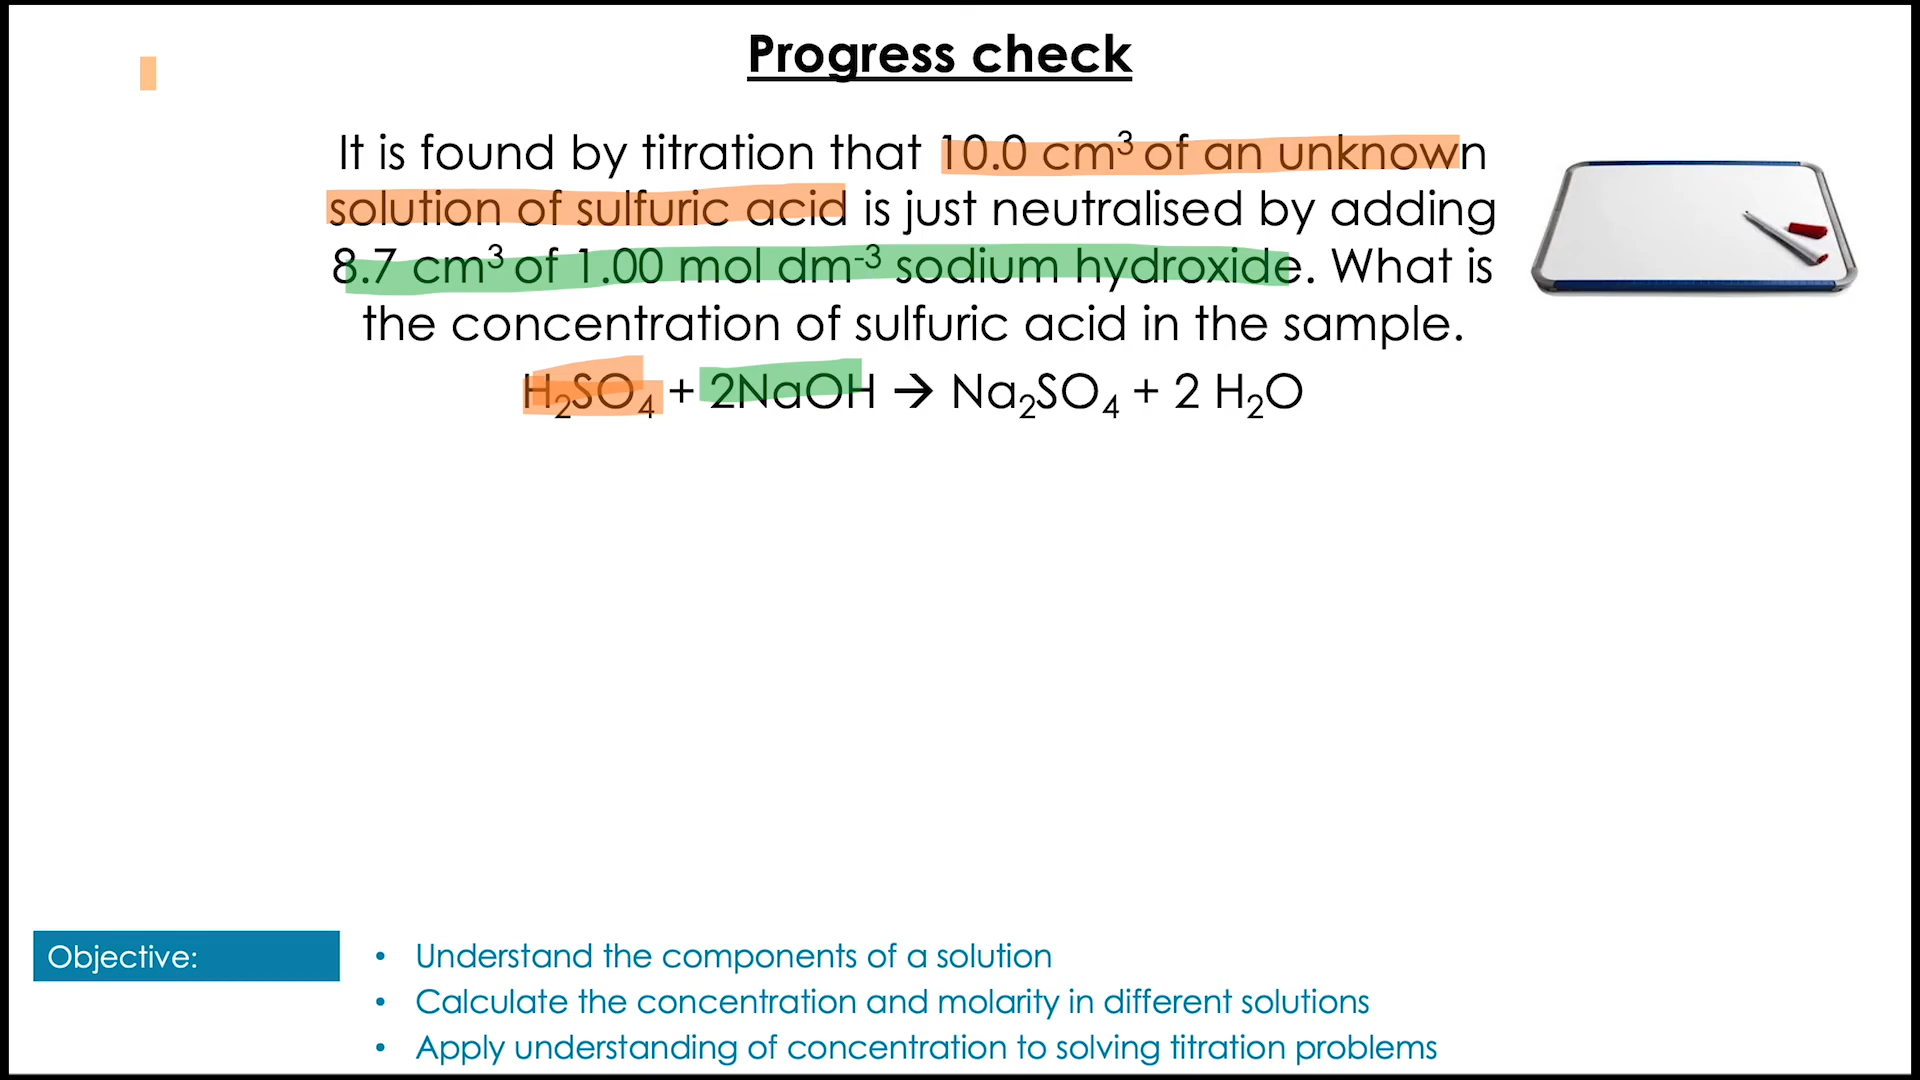 Progress check
It is found by titration that 10.0 cm³ of an unknown
solution of sulfuric acid is just neutralised by adding
8.7 cm³ of 1.00 mol dm⁻³ sodium hydroxide. What is
the concentration of sulfuric acid in the sample.
H₂SO₄ + 2NaOH → Na₂SO₄ + 2 H₂O
Objective:
• Understand the components of a solution
• Calculate the concentration and molarity in different solutions
• Apply understanding of concentration to solving titration problems